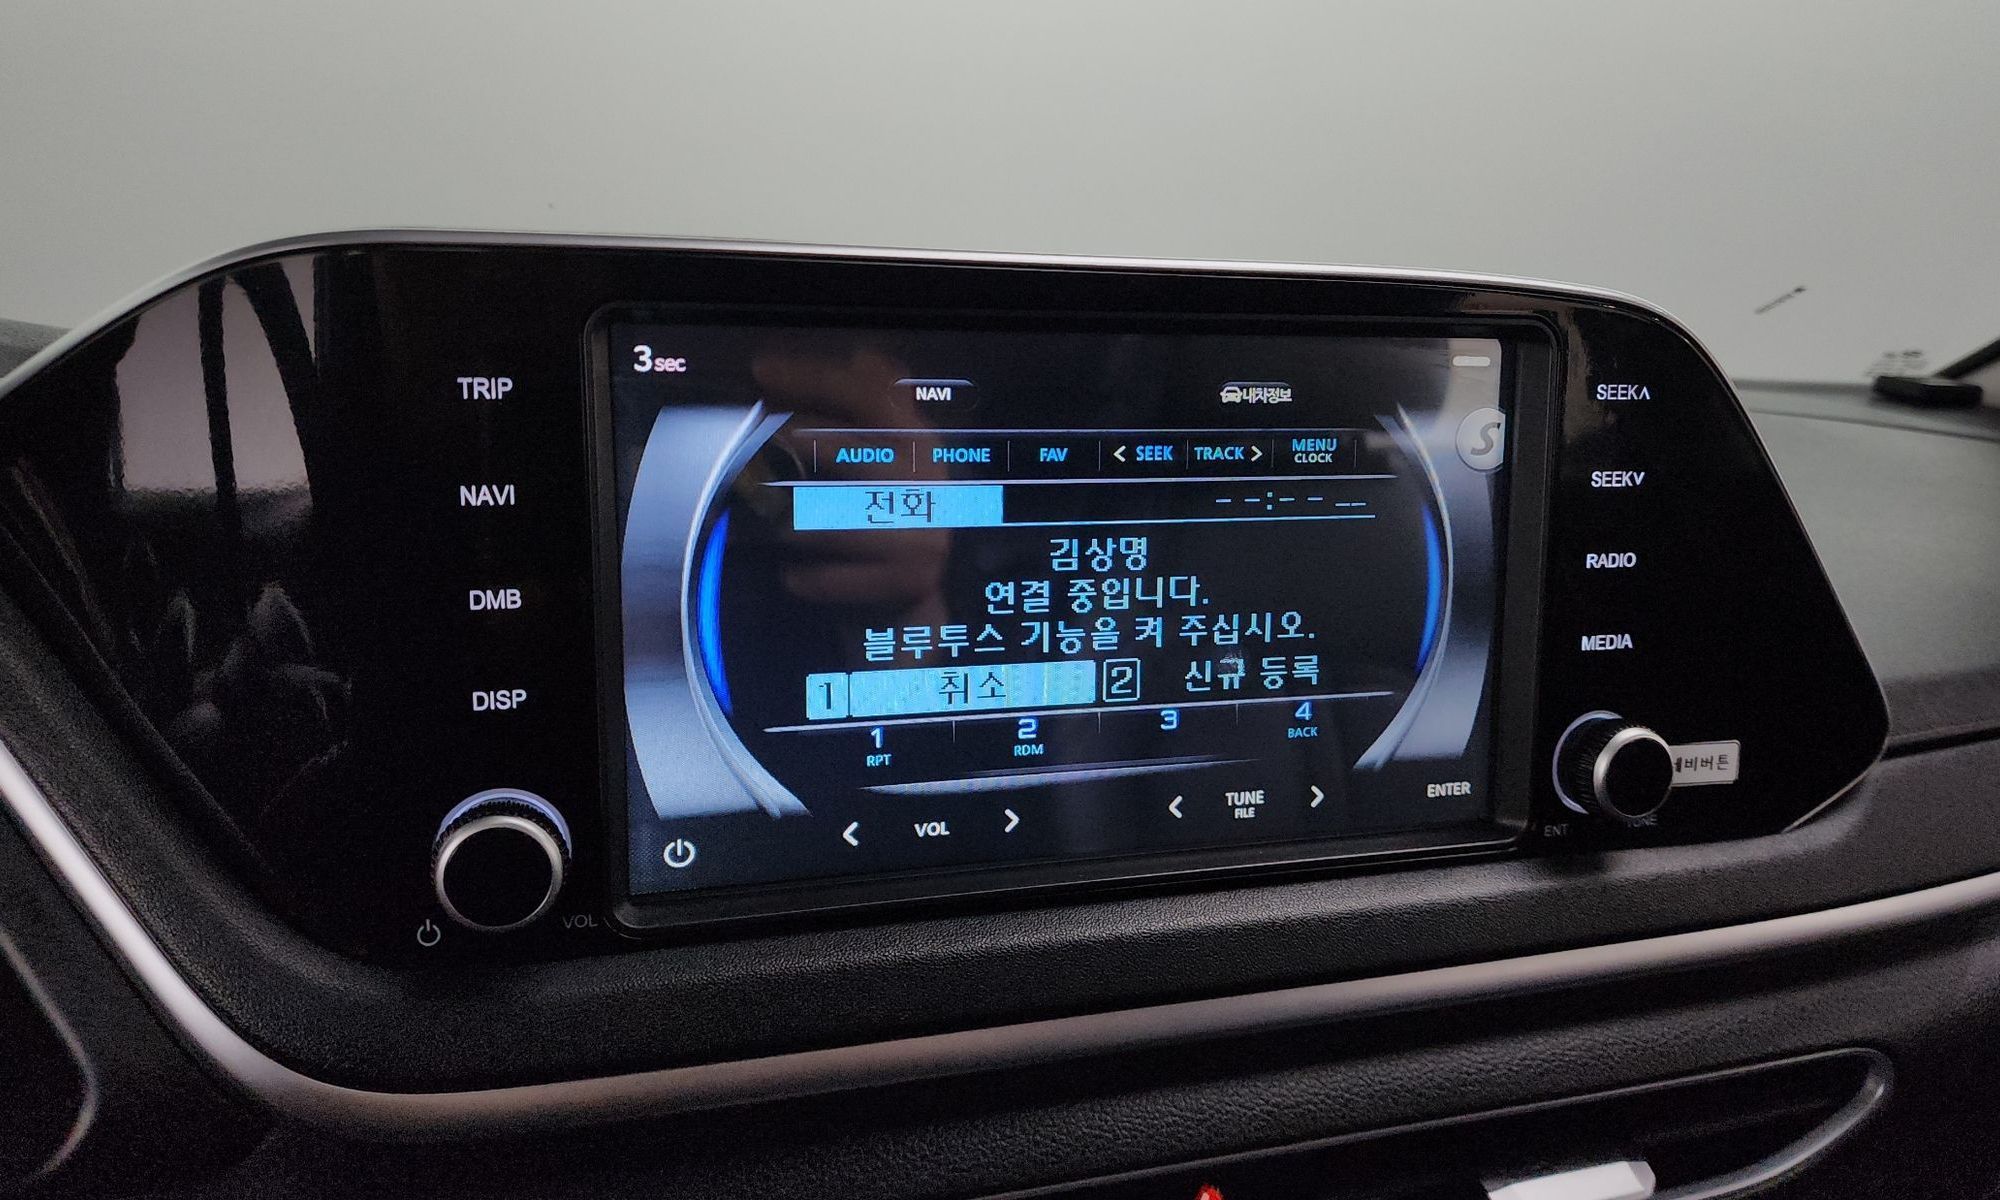 TRIP
NAVI
DMB
DISP
VOL
3sec
NAVI
내차정보
S
AUDIO PHONE FAV < SEEK TRACK > MENU
CLOCK
전화 --:-- --
김상명
연결 중입니다.
블루투스 기능을 켜 주십시오.
1 취소 2 신규 등록
1 2 3 4
RPT RDM BACK
< VOL > < TUNE > ENTER
FILE
SEEK∧
SEEK∨
RADIO
MEDIA
비버튼
ENT TUNE